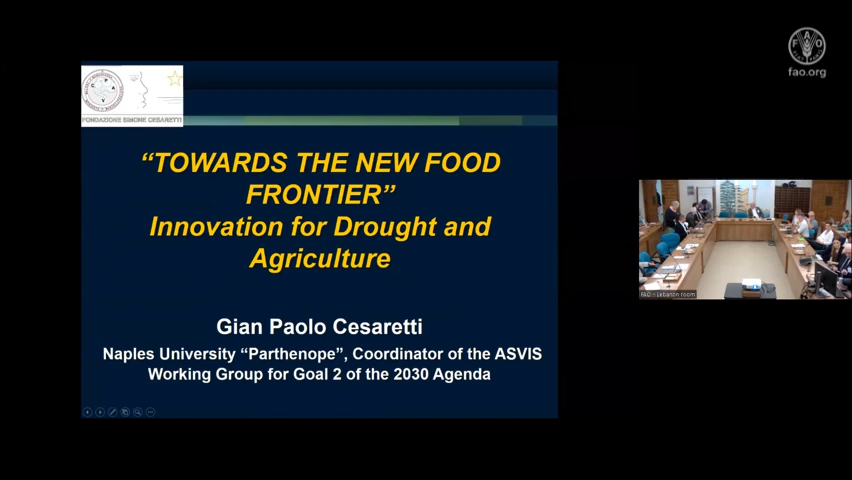 FAO
fao.org
FONDAZIONE SIMONE CESARETTI
“TOWARDS THE NEW FOOD
FRONTIER”
Innovation for Drought and
Agriculture
Gian Paolo Cesaretti
Naples University “Parthenope”, Coordinator of the ASVIS
Working Group for Goal 2 of the 2030 Agenda
FAO - Lebanon room